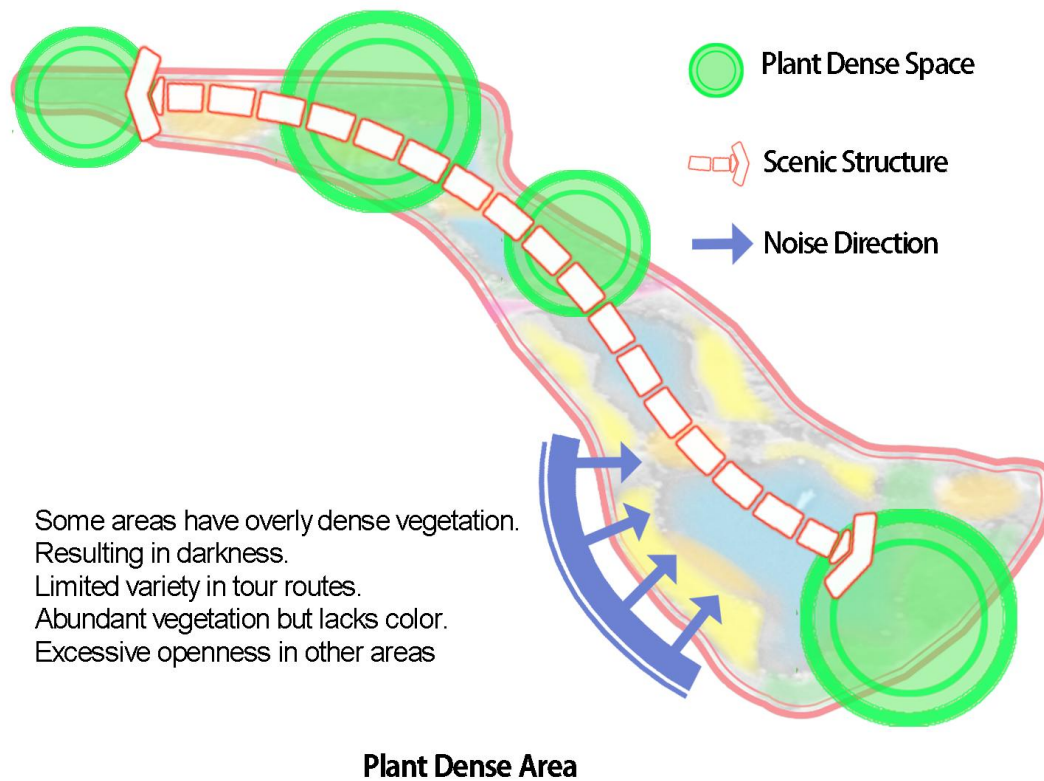 Plant Dense Space
Scenic Structure
Noise Direction
Some areas have overly dense vegetation.
Resulting in darkness.
Limited variety in tour routes.
Abundant vegetation but lacks color.
Excessive openness in other areas
Plant Dense Area